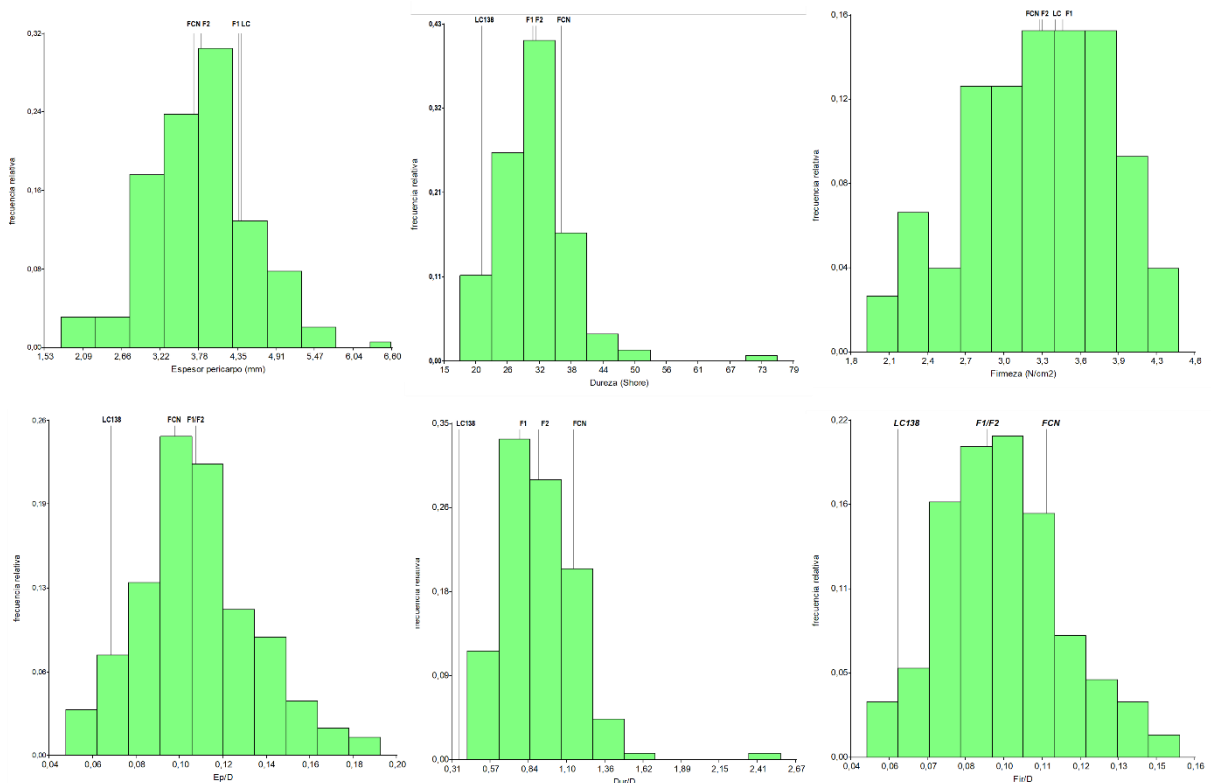 FCN F2 F1 LC
0,32
0,24
0,16
0,08
0,00
frecuencia relativa
1,53 2,09 2,66 3,22 3,78 4,35 4,91 5,47 6,04 6,60
Espesor pericarpo (mm)
LC138 F1 F2 FCN
0,43
0,32
0,21
0,11
0,00
frecuencia relativa
15 20 26 32 38 44 50 56 61 67 73 79
Dureza (Shore)
FCN F2 LC F1
0,16
0,12
0,08
0,04
0,00
frecuencia relativa
1,8 2,1 2,4 2,7 3,0 3,3 3,6 3,9 4,3 4,6
Firmeza (N/cm2)
LC138 FCN F1/F2
0,26
0,19
0,13
0,06
0,00
frecuencia relativa
0,04 0,06 0,08 0,10 0,12 0,14 0,16 0,18 0,20
Ep/D
LC138 F1 F2 FCN
0,35
0,26
0,18
0,09
0,00
frecuencia relativa
0,31 0,57 0,84 1,10 1,36 1,63 1,89 2,15 2,41 2,67
Dur/D
LC138 F1/F2 FCN
0,22
0,16
0,11
0,05
0,00
frecuencia relativa
0,04 0,06 0,07 0,08 0,10 0,11 0,12 0,13 0,15 0,16
Fir/D